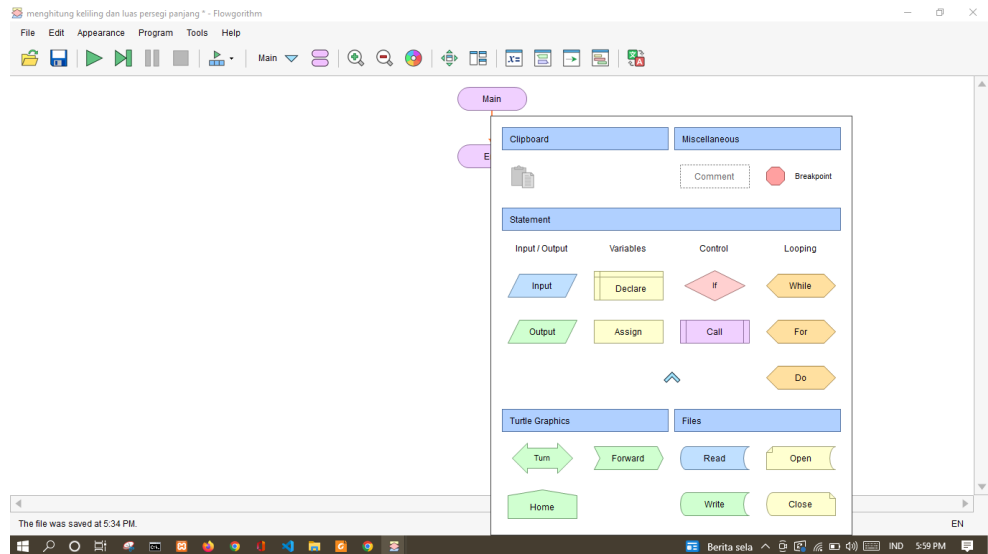 menghitung keliling dan luas persegi panjang * - Flowgorithm
File Edit Appearance Program Tools Help
Main
Main
E
Clipboard Miscellaneous
Comment Breakpoint
Statement
Input / Output Variables Control Looping
Input Declare If While
Output Assign Call For
Do
Turtle Graphics Files
Turn Forward Read Open
Home Write Close
The file was saved at 5:34 PM. EN
Berita sela IND 5:59 PM